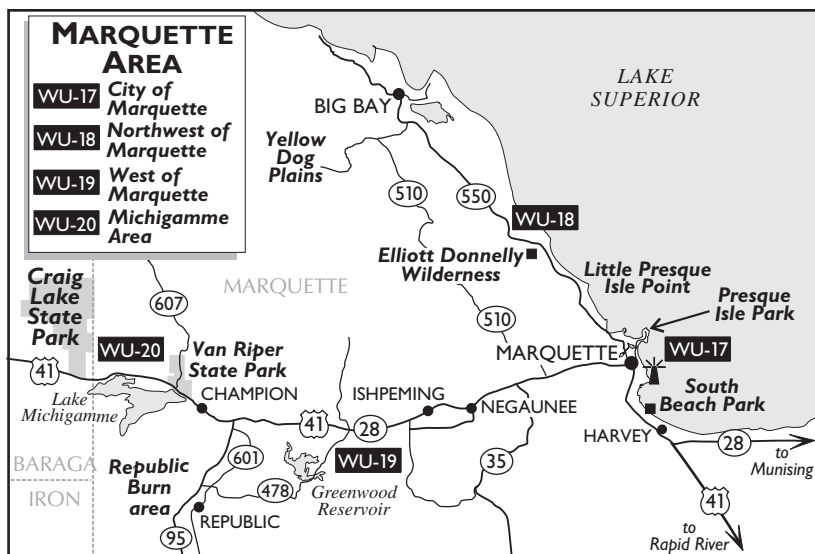 MARQUETTE
AREA
WU-17 City of
Marquette
WU-18 Northwest of
Marquette
WU-19 West of
Marquette
WU-20 Michigamme
Area
LAKE
SUPERIOR
BIG BAY
Yellow
Dog
Plains
510
550
WU-18
Elliott Donnelly
Wilderness
Little Presque
Isle Point
Presque
Isle Park
Craig
Lake
State
Park
607
MARQUETTE
510
WU-20
Van Riper
State Park
MARQUETTE
WU-17
41
Lake
Michigamme
CHAMPION
ISHPEMING
NEGAUNEE
South
Beach Park
41
28
HARVEY
28
to
Munising
BARAGA
IRON
Republic
Burn
area
601
WU-19
35
478
Greenwood
Reservoir
41
REPUBLIC
95
to
Rapid River